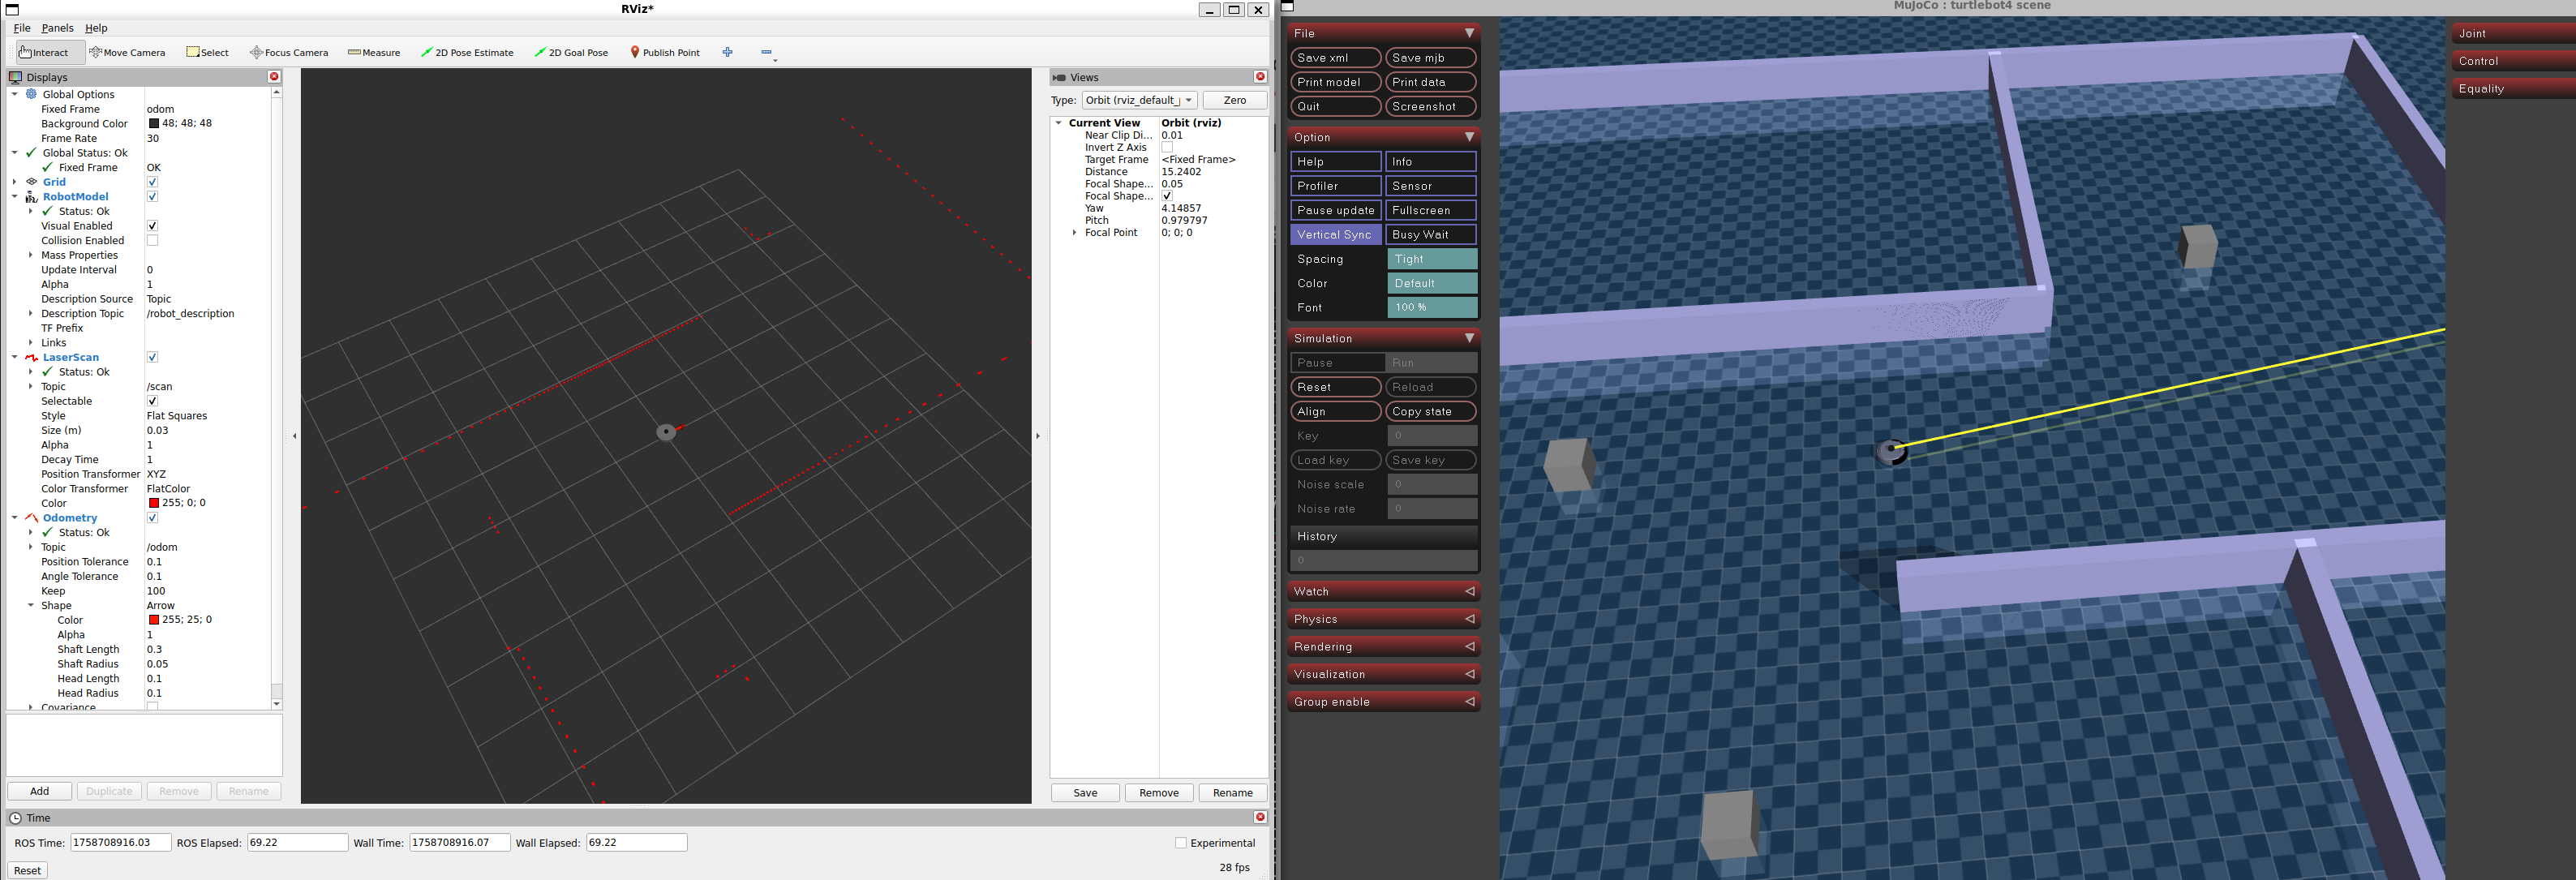 RViz*
File Panels Help
Interact Move Camera Select Focus Camera Measure 2D Pose Estimate 2D Goal Pose Publish Point
Displays
Global Options
Fixed Frame odom
Background Color 48; 48; 48
Frame Rate 30
Global Status: Ok
Fixed Frame OK
Grid
RobotModel
Status: Ok
Visual Enabled
Collision Enabled
Mass Properties
Update Interval 0
Alpha 1
Description Source Topic
Description Topic /robot_description
TF Prefix
Links
LaserScan
Status: Ok
Topic /scan
Selectable
Style Flat Squares
Size (m) 0.03
Alpha 1
Decay Time 1
Position Transformer XYZ
Color Transformer FlatColor
Color 255; 0; 0
Odometry
Status: Ok
Topic /odom
Position Tolerance 0.1
Angle Tolerance 0.1
Keep 100
Shape Arrow
Color 255; 25; 0
Alpha 1
Shaft Length 0.3
Shaft Radius 0.05
Head Length 0.1
Head Radius 0.1
Covariance
Add Duplicate Remove Rename
Views
Type: Orbit (rviz_default_ Zero
Current View Orbit (rviz)
Near Clip Di... 0.01
Invert Z Axis
Target Frame <Fixed Frame>
Distance 15.2402
Focal Shape... 0.05
Focal Shape...
Yaw 4.14857
Pitch 0.979797
Focal Point 0; 0; 0
Save Remove Rename
Time
ROS Time: 1758708916.03 ROS Elapsed: 69.22 Wall Time: 1758708916.07 Wall Elapsed: 69.22 Experimental
Reset 28 fps
MuJoCo : turtlebot4 scene
File
Save xml Save mjb
Print model Print data
Quit Screenshot
Option
Help Info
Profiler Sensor
Pause update Fullscreen
Vertical Sync Busy Wait
Spacing Tight
Color Default
Font 100 %
Simulation
Pause Run
Reset Reload
Align Copy state
Key 0
Load key Save key
Noise scale 0
Noise rate 0
History
0
Watch
Physics
Rendering
Visualization
Group enable
Joint
Control
Equality